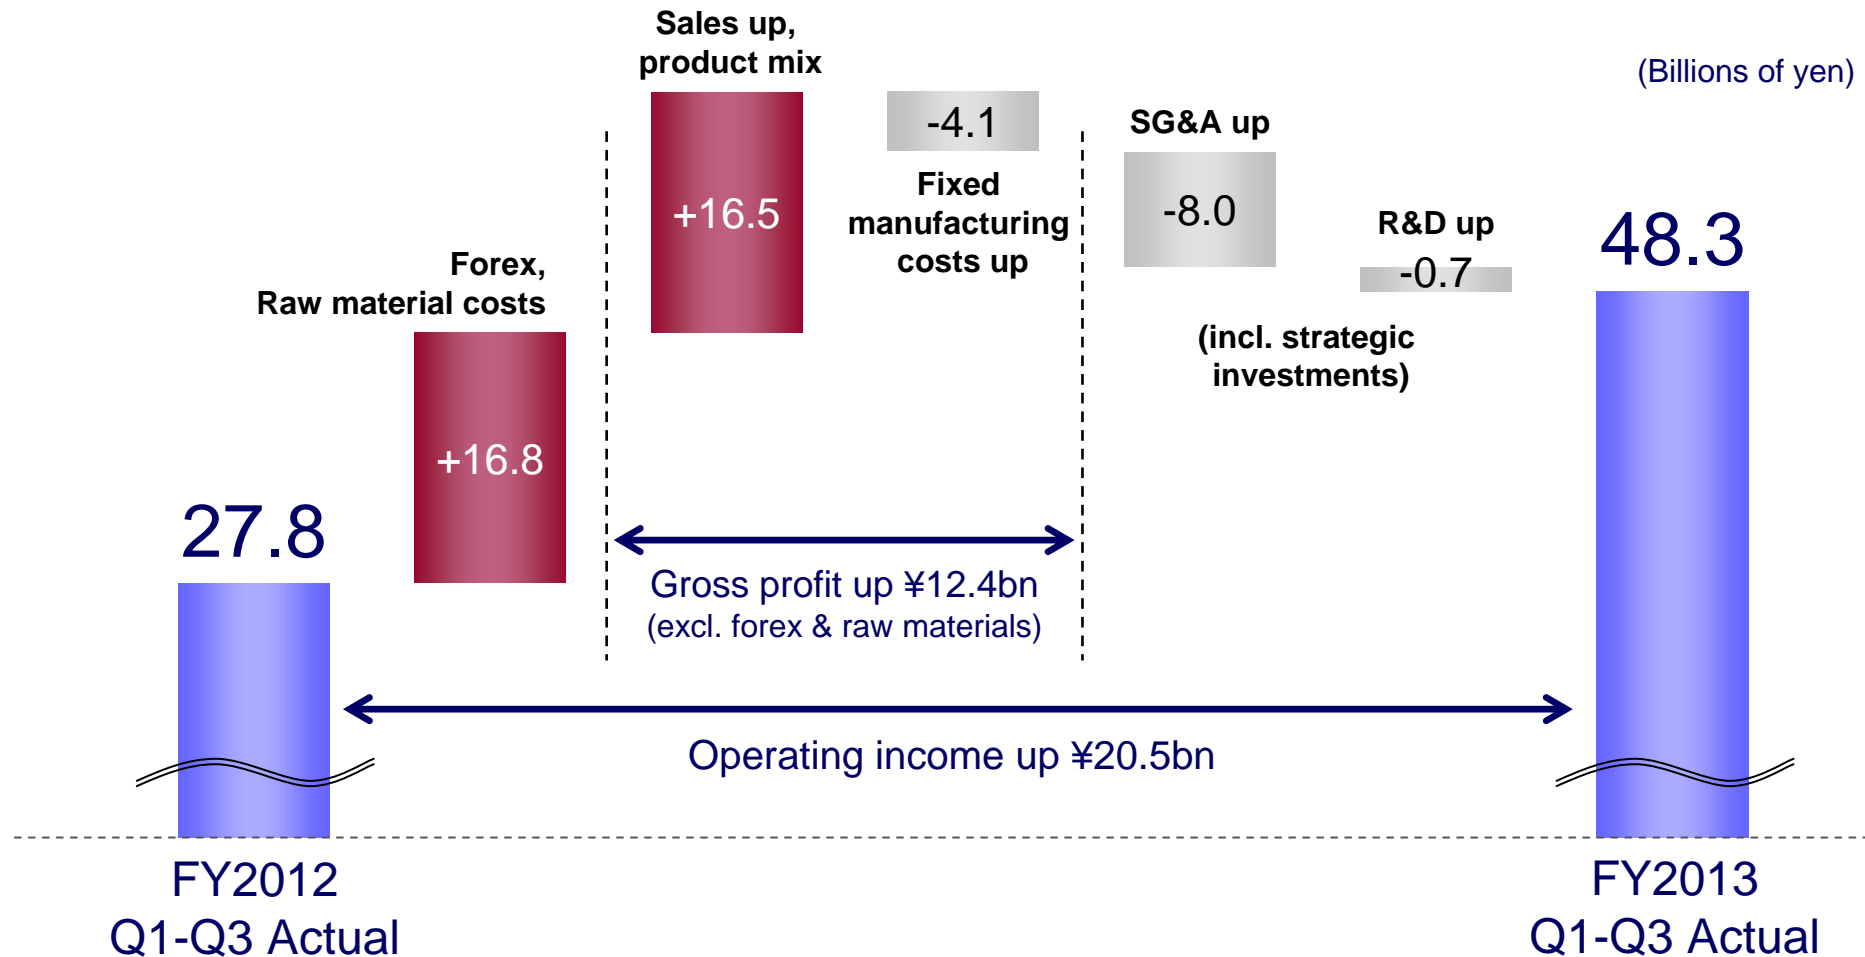 (Billions of yen)
27.8
Forex,
Raw material costs
+16.8
Sales up,
product mix
+16.5
-4.1
Fixed
manufacturing
costs up
SG&A up
-8.0
R&D up
-0.7
(incl. strategic
investments)
48.3
Gross profit up ¥12.4bn
(excl. forex & raw materials)
Operating income up ¥20.5bn
FY2012
Q1-Q3 Actual
FY2013
Q1-Q3 Actual